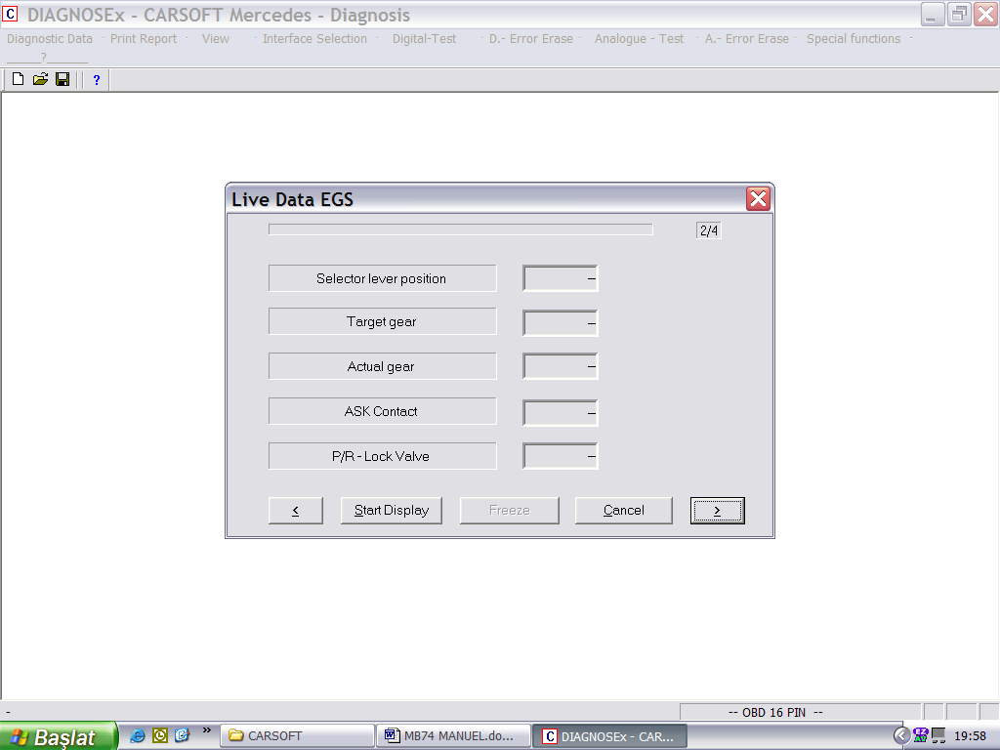 C DIAGNOSEx - CARSOFT Mercedes - Diagnosis
Diagnostic Data Print Report View Interface Selection Digital-Test D.- Error Erase Analogue - Test A.- Error Erase Special functions
_____?______
?
Live Data EGS
2/4
Selector lever position –
Target gear –
Actual gear –
ASK Contact –
P/R - Lock Valve –
< Start Display Freeze Cancel >
- -- OBD 16 PIN --
Başlat » CARSOFT MB74 MANUEL.do... C DIAGNOSEx - CAR... 19:58